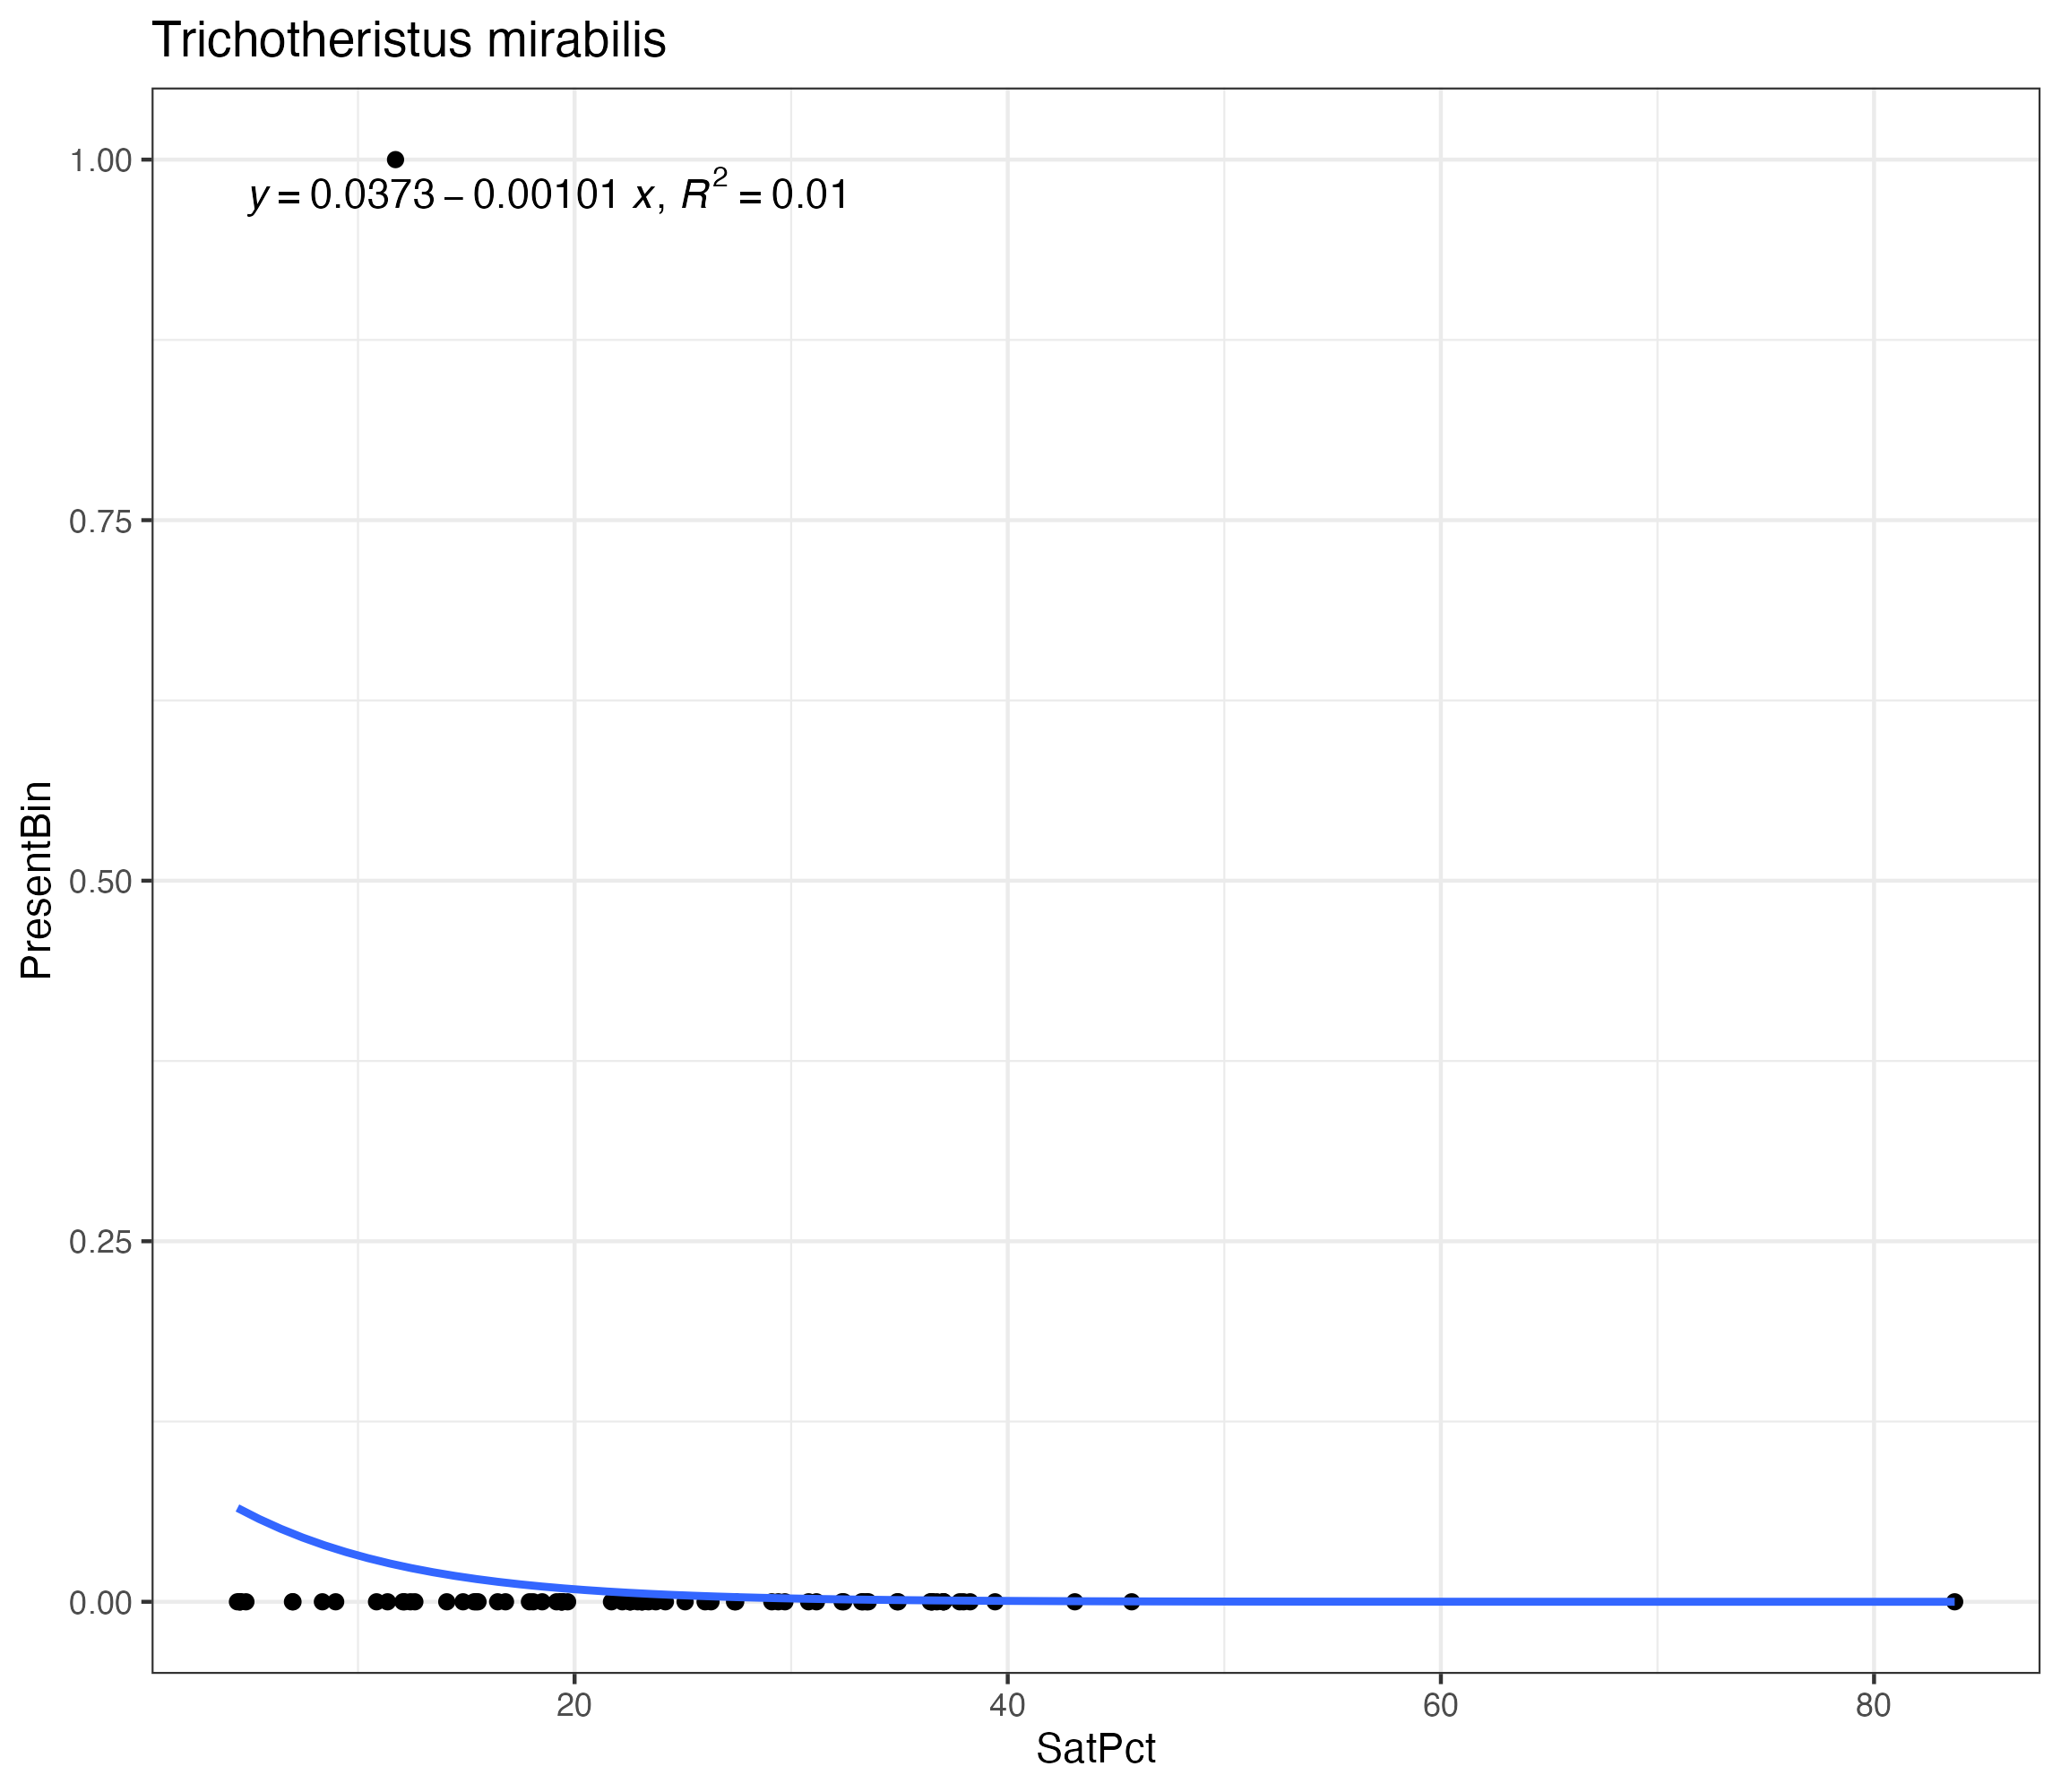 Trichotheristus mirabilis
1.00
y = 0.0373 − 0.00101 x, R² = 0.01
0.75
PresentBin
0.50
0.25
0.00
20 40 60 80
SatPct